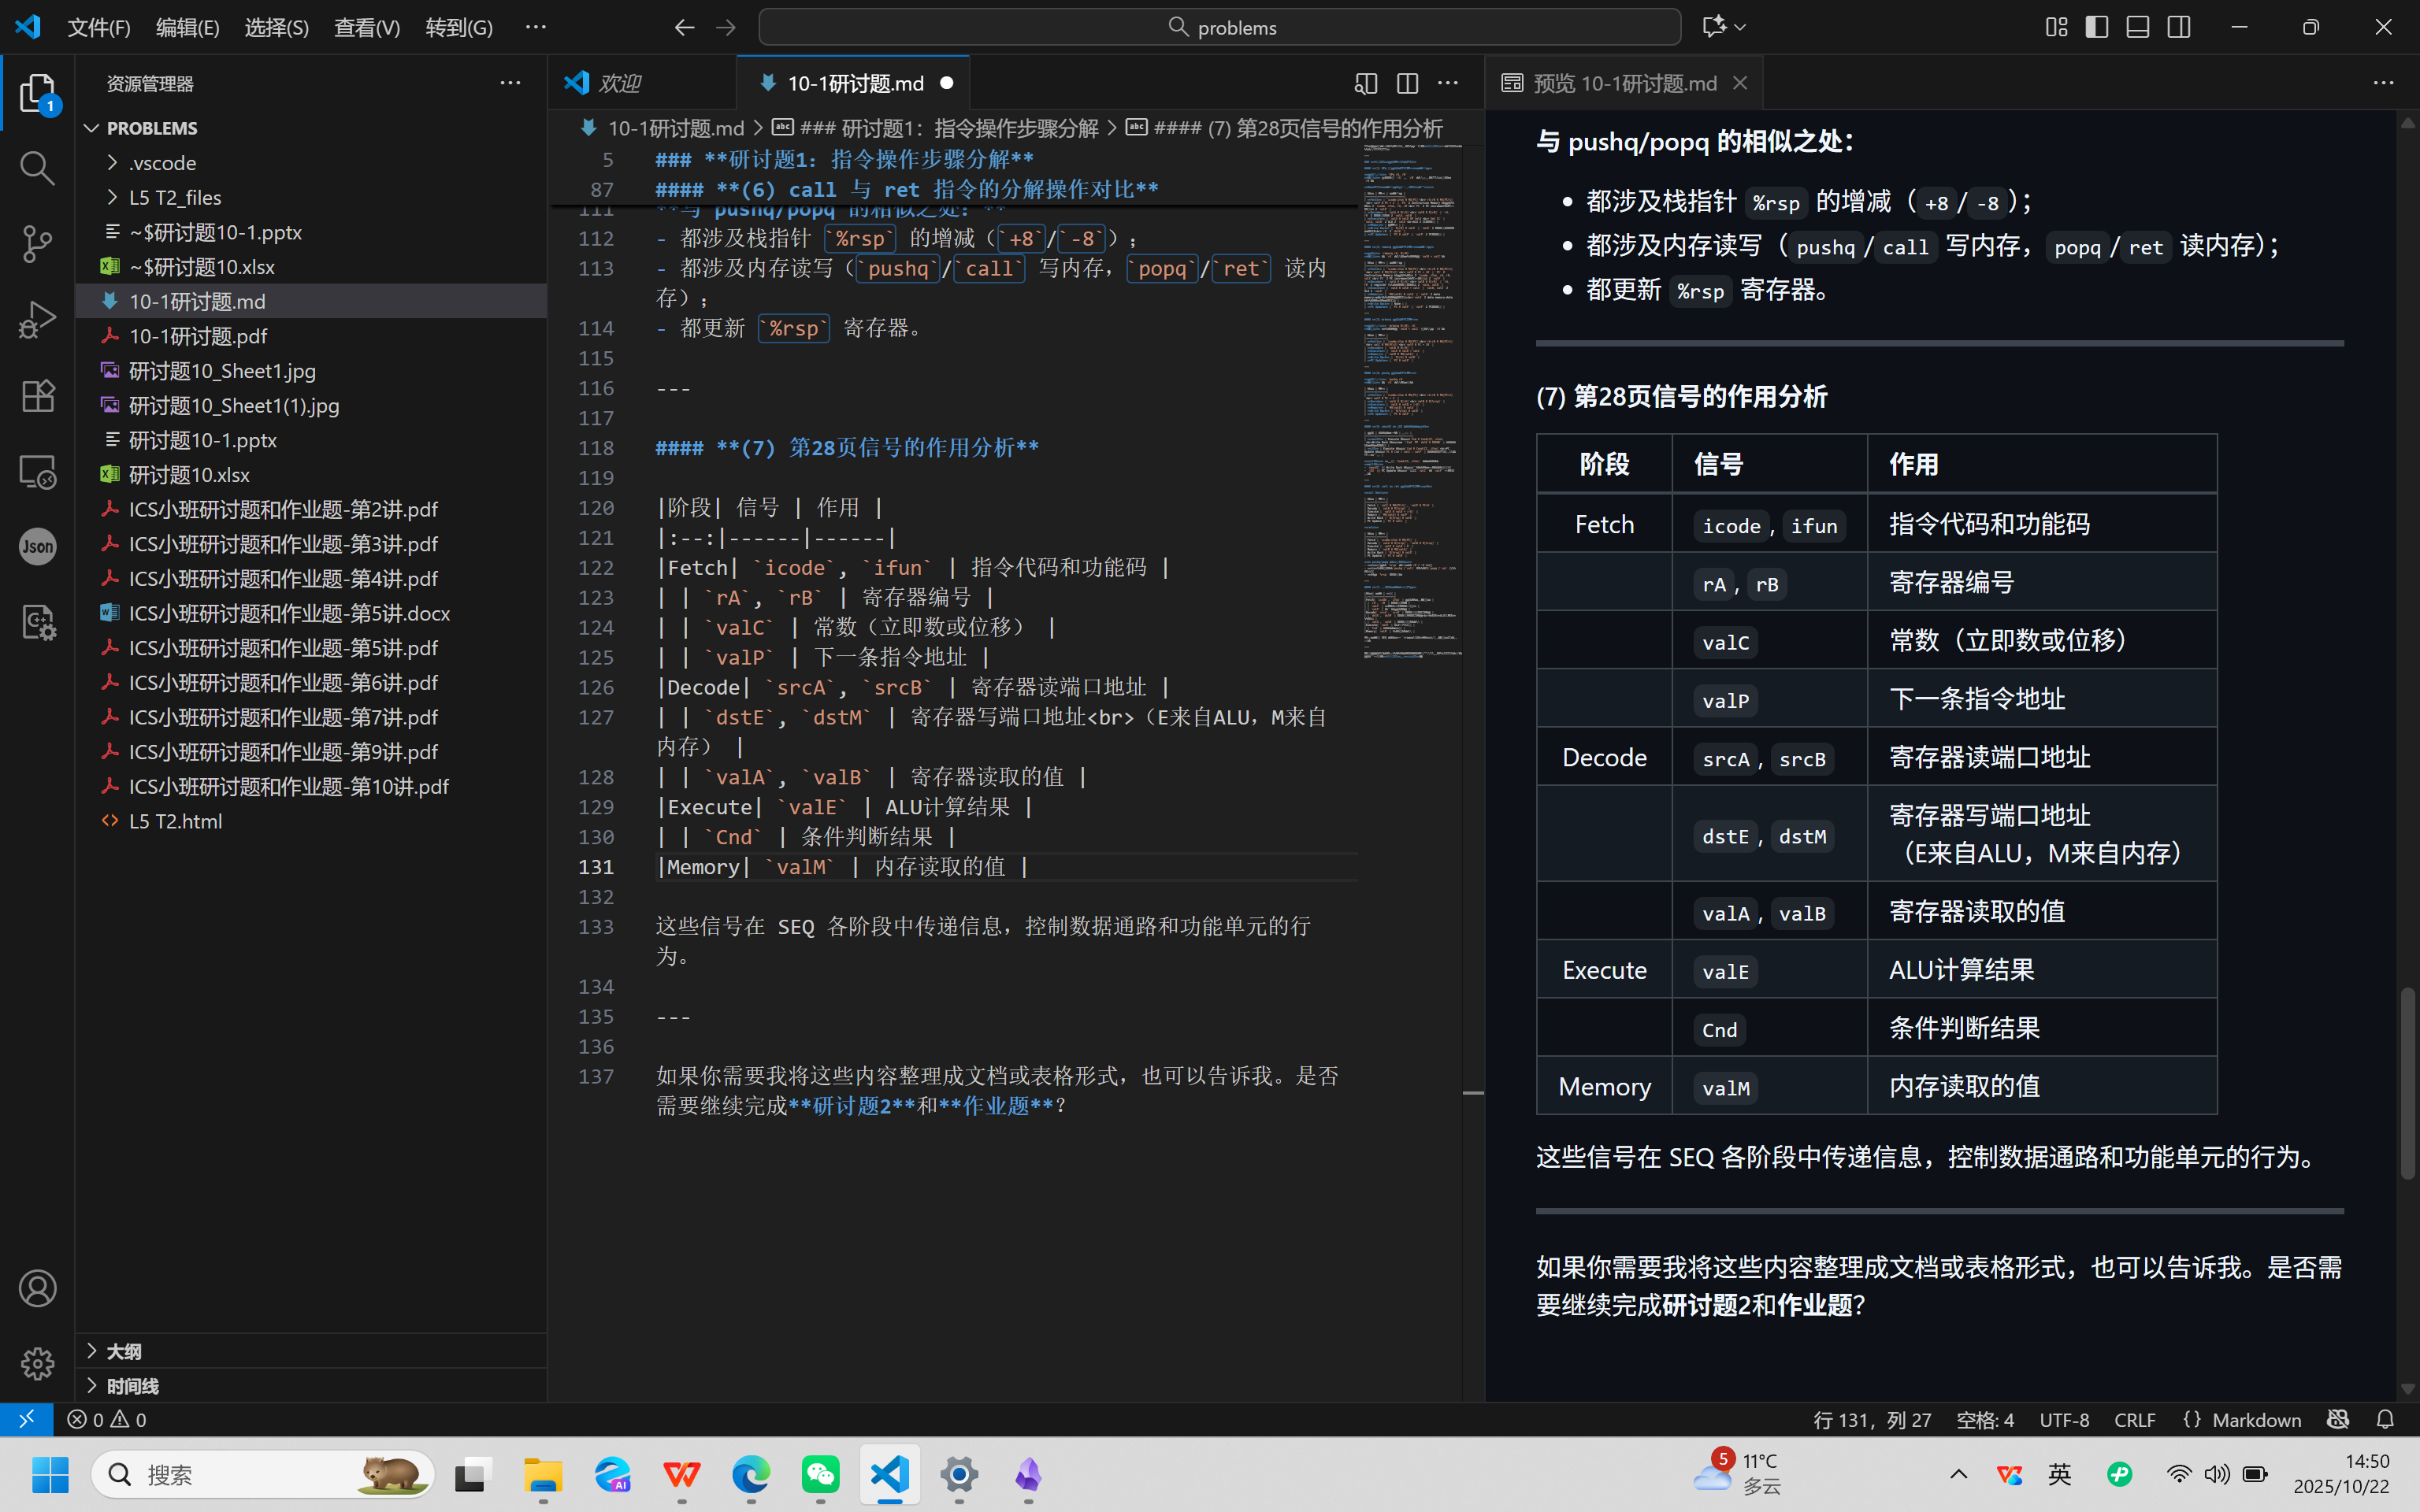 文件(F) 编辑(E) 选择(S) 查看(V) 转到(G) ··· problems
资源管理器 ···
PROBLEMS
.vscode
L5 T2_files
~$研讨题10-1.pptx
~$研讨题10.xlsx
10-1研讨题.md
10-1研讨题.pdf
研讨题10_Sheet1.jpg
研讨题10_Sheet1(1).jpg
研讨题10-1.pptx
研讨题10.xlsx
ICS小班研讨题和作业题-第2讲.pdf
ICS小班研讨题和作业题-第3讲.pdf
ICS小班研讨题和作业题-第4讲.pdf
ICS小班研讨题和作业题-第5讲.docx
ICS小班研讨题和作业题-第5讲.pdf
ICS小班研讨题和作业题-第6讲.pdf
ICS小班研讨题和作业题-第7讲.pdf
ICS小班研讨题和作业题-第9讲.pdf
ICS小班研讨题和作业题-第10讲.pdf
L5 T2.html
大纲
时间线
1
Json
欢迎 10-1研讨题.md
10-1研讨题.md > abc ### 研讨题1：指令操作步骤分解 > abc #### (7) 第28页信号的作用分析
5 ### **研讨题1：指令操作步骤分解**
87 #### **(6) call 与 ret 指令的分解操作对比**
111 **与 pushq/popq 的相似之处：**
112 - 都涉及栈指针 `%rsp` 的增减（`+8`/`-8`）；
113 - 都涉及内存读写（`pushq`/`call` 写内存，`popq`/`ret` 读内
存）；
114 - 都更新 `%rsp` 寄存器。
115
116 ---
117
118 #### **(7) 第28页信号的作用分析**
119
120 |阶段| 信号 | 作用 |
121 |:--:|------|------|
122 |Fetch| `icode`, `ifun` | 指令代码和功能码 |
123 | | `rA`, `rB` | 寄存器编号 |
124 | | `valC` | 常数（立即数或位移） |
125 | | `valP` | 下一条指令地址 |
126 |Decode| `srcA`, `srcB` | 寄存器读端口地址 |
127 | | `dstE`, `dstM` | 寄存器写端口地址<br>（E来自ALU，M来自
内存） |
128 | | `valA`, `valB` | 寄存器读取的值 |
129 |Execute| `valE` | ALU计算结果 |
130 | | `Cnd` | 条件判断结果 |
131 |Memory| `valM` | 内存读取的值 |
132
133 这些信号在 SEQ 各阶段中传递信息，控制数据通路和功能单元的行
为。
134
135 ---
136
137 如果你需要我将这些内容整理成文档或表格形式，也可以告诉我。是否
需要继续完成**研讨题2**和**作业题**？
预览 10-1研讨题.md
与 pushq/popq 的相似之处：
• 都涉及栈指针 %rsp 的增减（+8/-8）；
• 都涉及内存读写（pushq/call 写内存，popq/ret 读内存）；
• 都更新 %rsp 寄存器。
(7) 第28页信号的作用分析
阶段 信号 作用
Fetch icode, ifun 指令代码和功能码
rA, rB 寄存器编号
valC 常数（立即数或位移）
valP 下一条指令地址
Decode srcA, srcB 寄存器读端口地址
dstE, dstM 寄存器写端口地址
（E来自ALU，M来自内存）
valA, valB 寄存器读取的值
Execute valE ALU计算结果
Cnd 条件判断结果
Memory valM 内存读取的值
这些信号在 SEQ 各阶段中传递信息，控制数据通路和功能单元的行为。
如果你需要我将这些内容整理成文档或表格形式，也可以告诉我。是否需
要继续完成研讨题2和作业题？
0 0 行 131，列 27 空格: 4 UTF-8 CRLF {} Markdown
搜索 AI 5 11°C 英 14:50
多云 2025/10/22